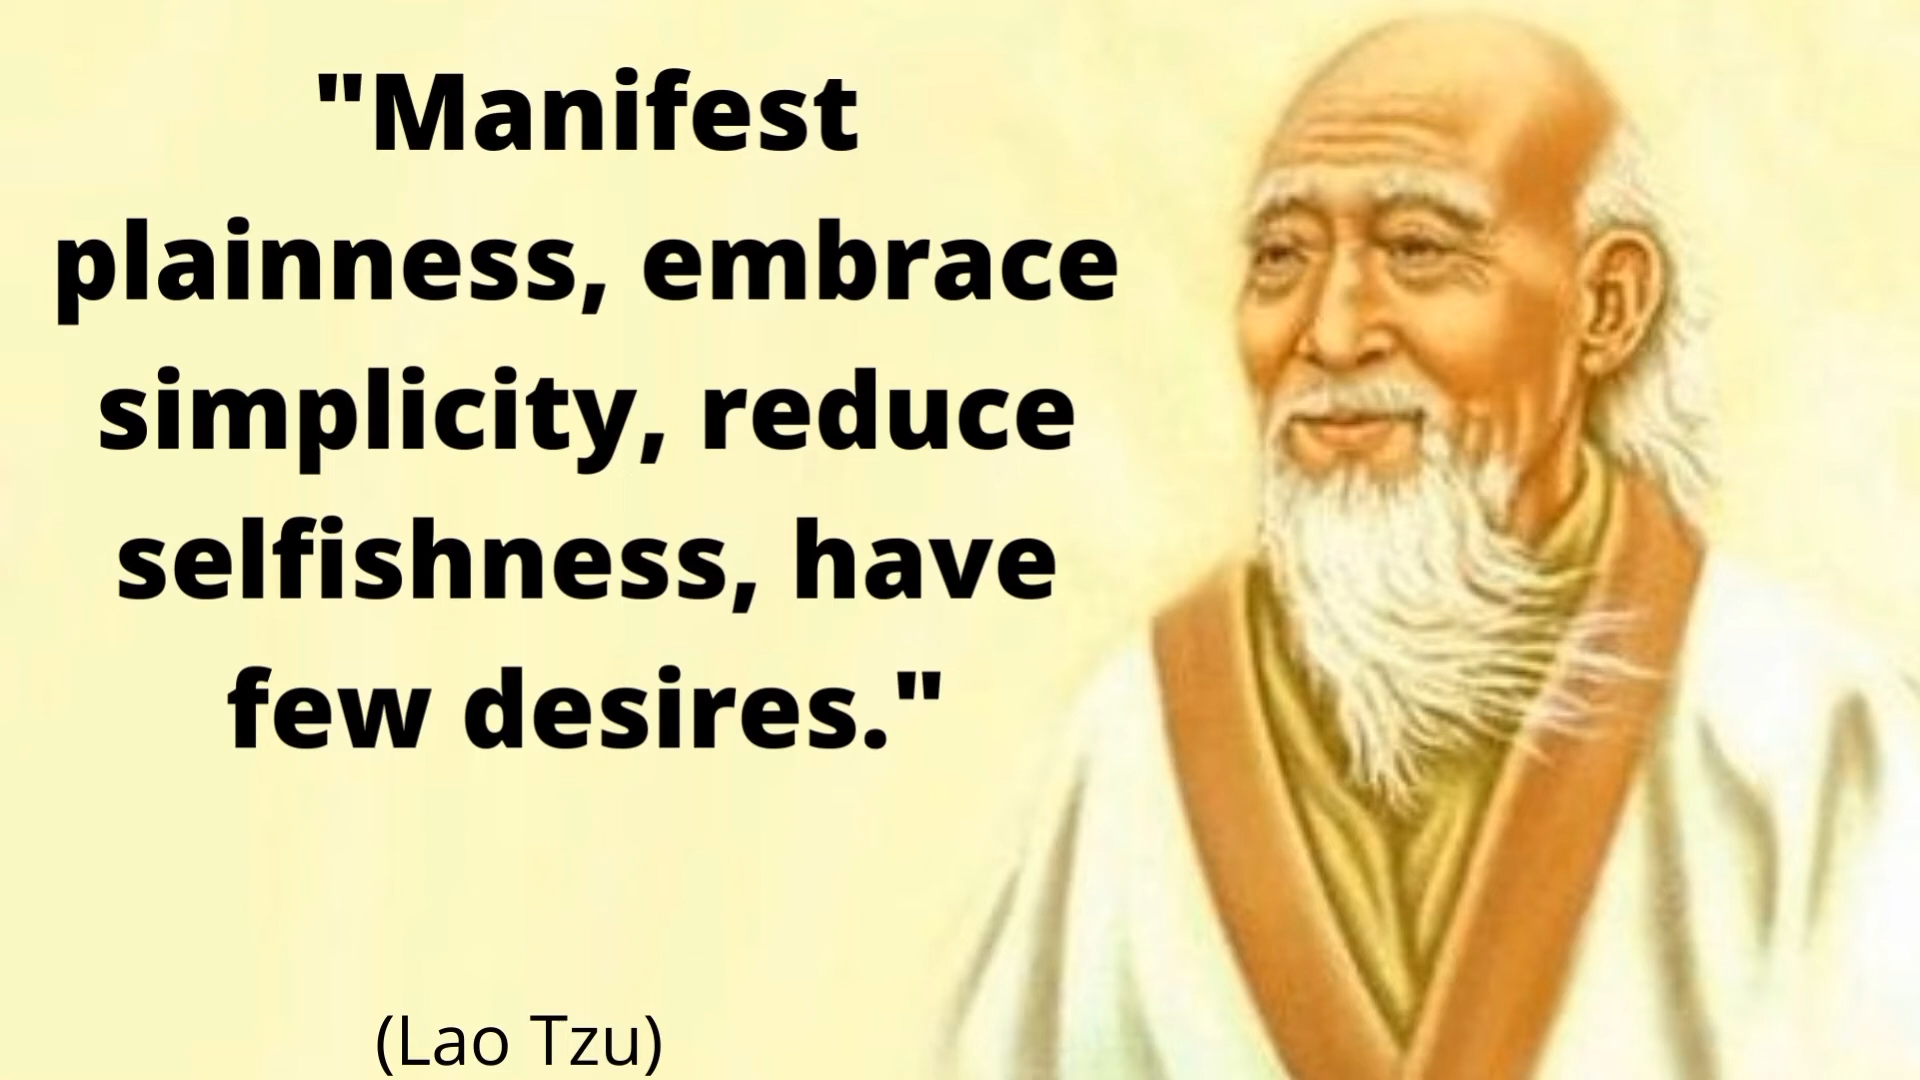 "Manifest
plainness, embrace
simplicity, reduce
selfishness, have
few desires."
(Lao Tzu)